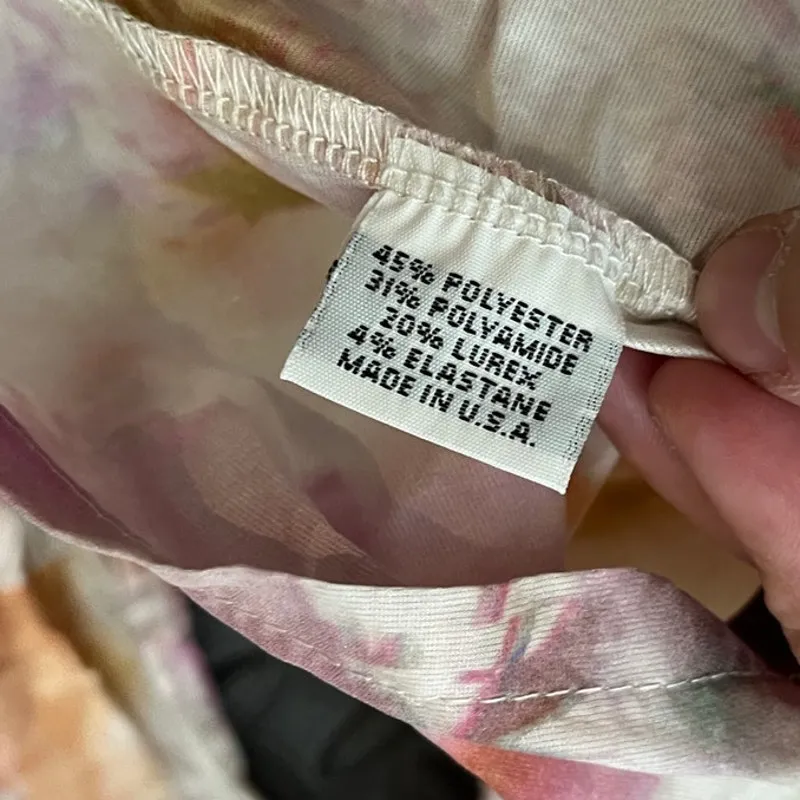 45% POLYESTER
31% POLYAMIDE
20% LUREX
4% ELASTANE
MADE IN U.S.A.